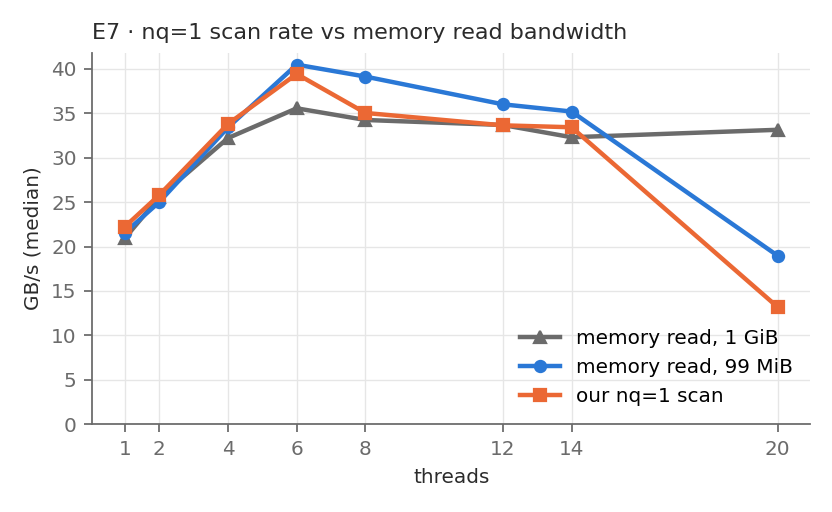 E7 · nq=1 scan rate vs memory read bandwidth
GB/s (median)
40
35
30
25
20
15
10
5
0
memory read, 1 GiB
memory read, 99 MiB
our nq=1 scan
1 2 4 6 8 12 14 20
threads